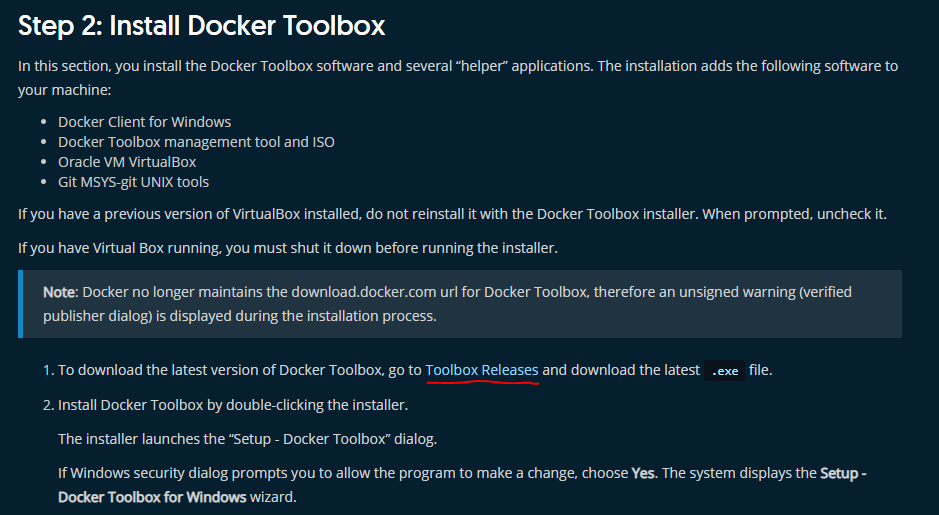 Step 2: Install Docker Toolbox
In this section, you install the Docker Toolbox software and several “helper” applications. The installation adds the following software to
your machine:
• Docker Client for Windows
• Docker Toolbox management tool and ISO
• Oracle VM VirtualBox
• Git MSYS-git UNIX tools
If you have a previous version of VirtualBox installed, do not reinstall it with the Docker Toolbox installer. When prompted, uncheck it.
If you have Virtual Box running, you must shut it down before running the installer.
Note: Docker no longer maintains the download.docker.com url for Docker Toolbox, therefore an unsigned warning (verified
publisher dialog) is displayed during the installation process.
1. To download the latest version of Docker Toolbox, go to Toolbox Releases and download the latest .exe file.
2. Install Docker Toolbox by double-clicking the installer.
The installer launches the “Setup - Docker Toolbox” dialog.
If Windows security dialog prompts you to allow the program to make a change, choose Yes. The system displays the Setup -
Docker Toolbox for Windows wizard.